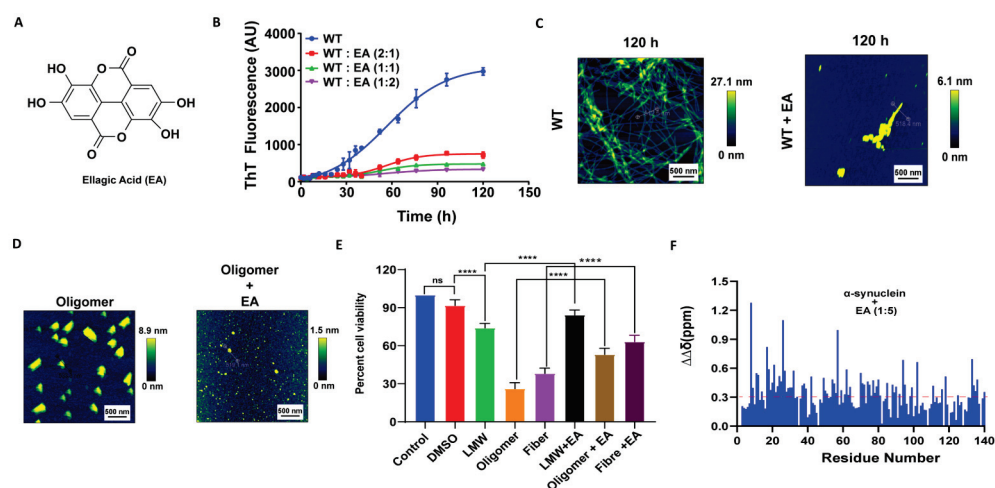 A
O
O
HO
HO
OH
OH
O
O
Ellagic Acid (EA)
B
ThT Fluorescence (AU)
4000
3000
2000
1000
0
0
30
60
90
120
150
Time (h)
WT
WT : EA (2:1)
WT : EA (1:1)
WT : EA (1:2)
C
120 h
WT
27.1 nm
0 nm
500 nm
120 h
WT + EA
6.1 nm
0 nm
500 nm
D
Oligomer
8.9 nm
0 nm
500 nm
Oligomer
+
EA
1.5 nm
0 nm
500 nm
E
Percent cell viability
120
90
60
30
0
ns
****
****
****
****
Control
DMSO
LMW
Oligomer
Fiber
LMW+EA
Oligomer + EA
Fibre +EA
F
ΔΔδ(ppm)
1.5
1.2
0.9
0.6
0.3
0.0
α-synuclein
+
EA (1:5)
0
20
40
60
80
100
120
140
Residue Number